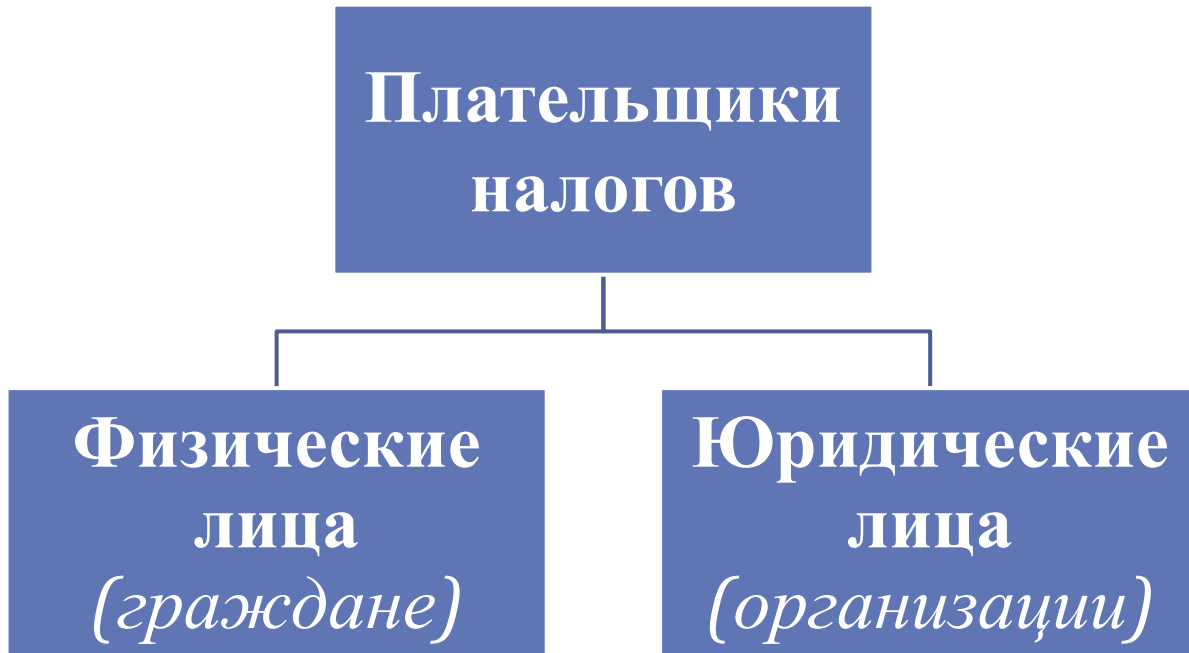 Плательщики
налогов
Физические
лица
(граждане)
Юридические
лица
(организации)